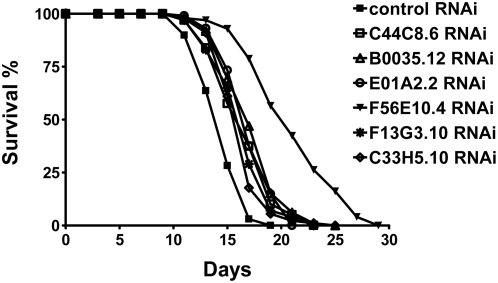 control RNAi
C44C8.6 RNAi
B0035.12 RNAi
E01A2.2 RNAi
F56E10.4 RNAi
F13G3.10 RNAi
C33H5.10 RNAi
Survival %
100
75
50
25
0
0 5 10 15 20 25 30
Days